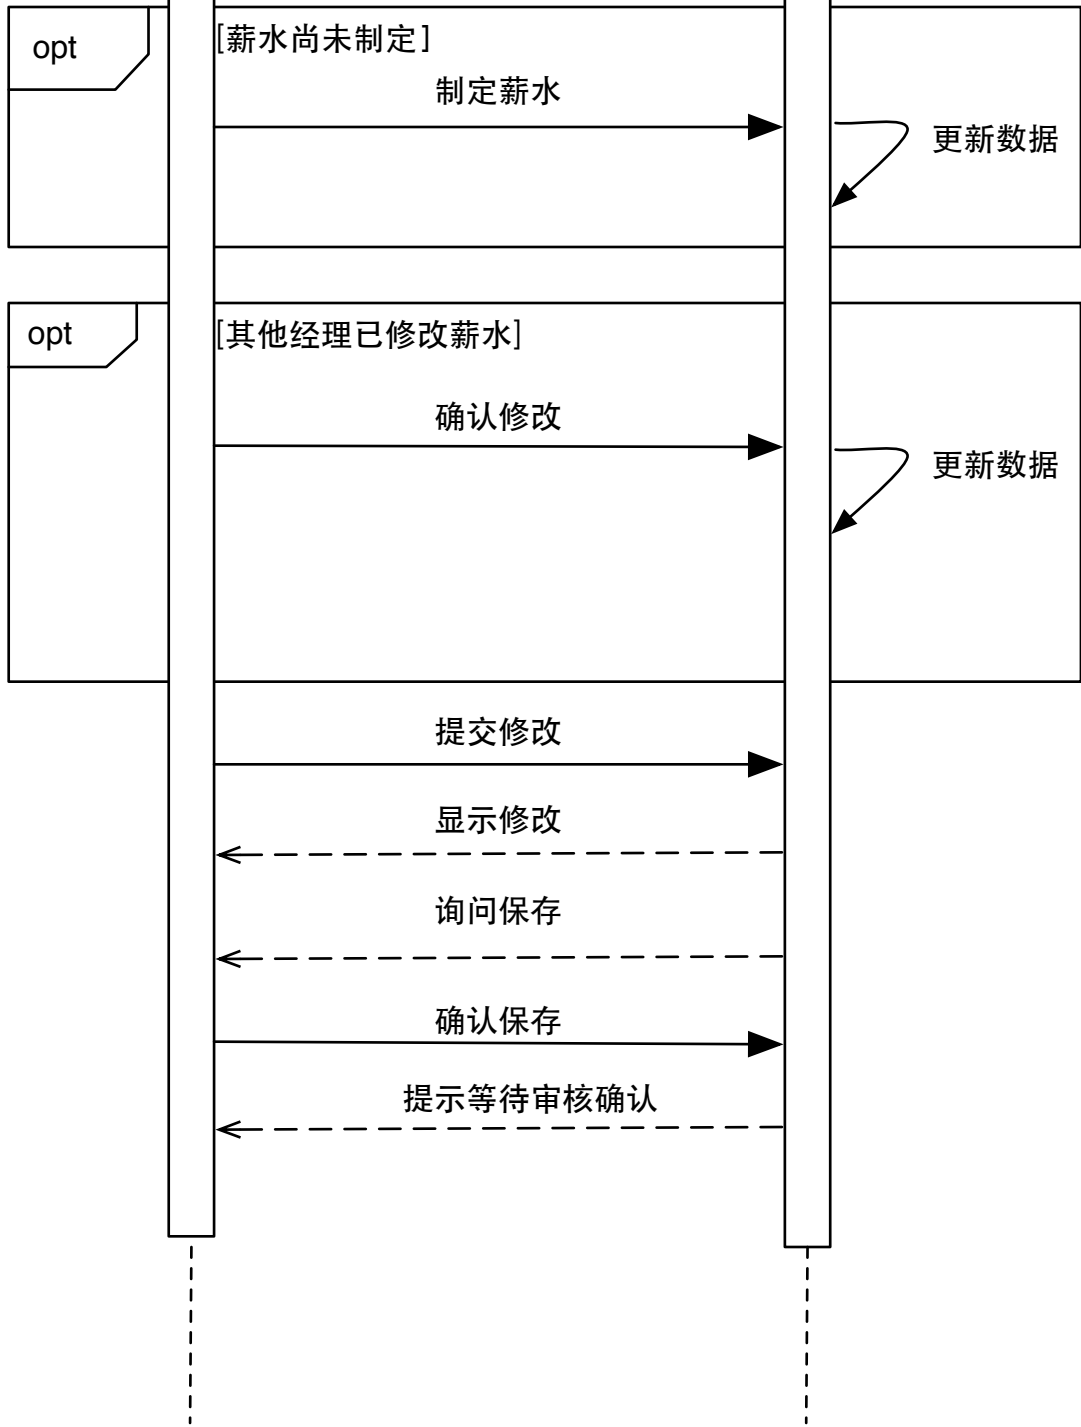 opt
[薪水尚未制定]
制定薪水
更新数据
opt
[其他经理已修改薪水]
确认修改
更新数据
提交修改
显示修改
询问保存
确认保存
提示等待审核确认